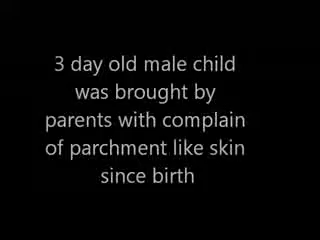 3 day old male child
was brought by
parents with complain
of parchment like skin
since birth